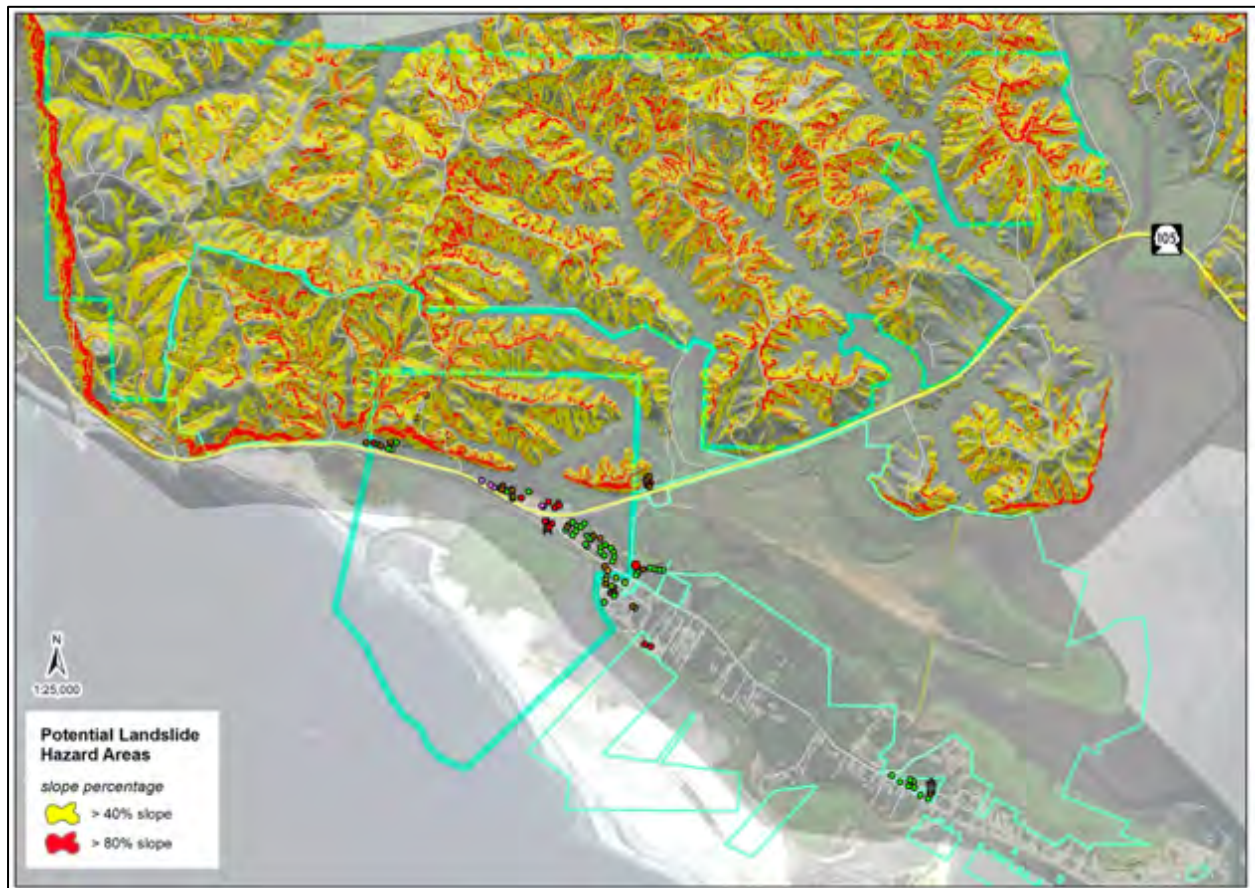 105
N
1:25,000
Potential Landslide
Hazard Areas
slope percentage
> 40% slope
> 80% slope